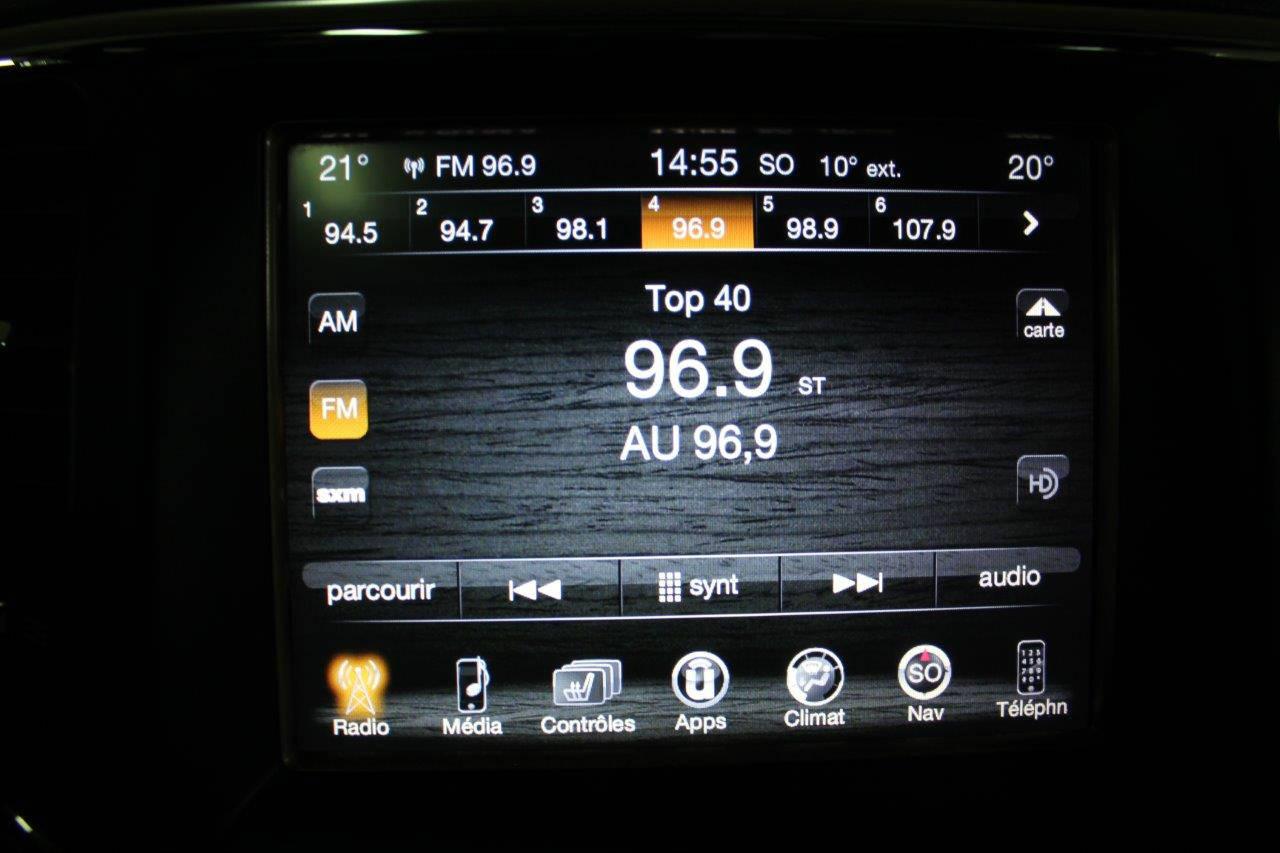 21° FM 96.9 14:55 SO 10° ext. 20°
1 94.5 2 94.7 3 98.1 4 96.9 5 98.9 6 107.9
Top 40
AM 96.9 ST carte
FM AU 96,9
sxm HD
parcourir synt audio
Radio Média Contrôles Apps Climat SO Nav Téléphn